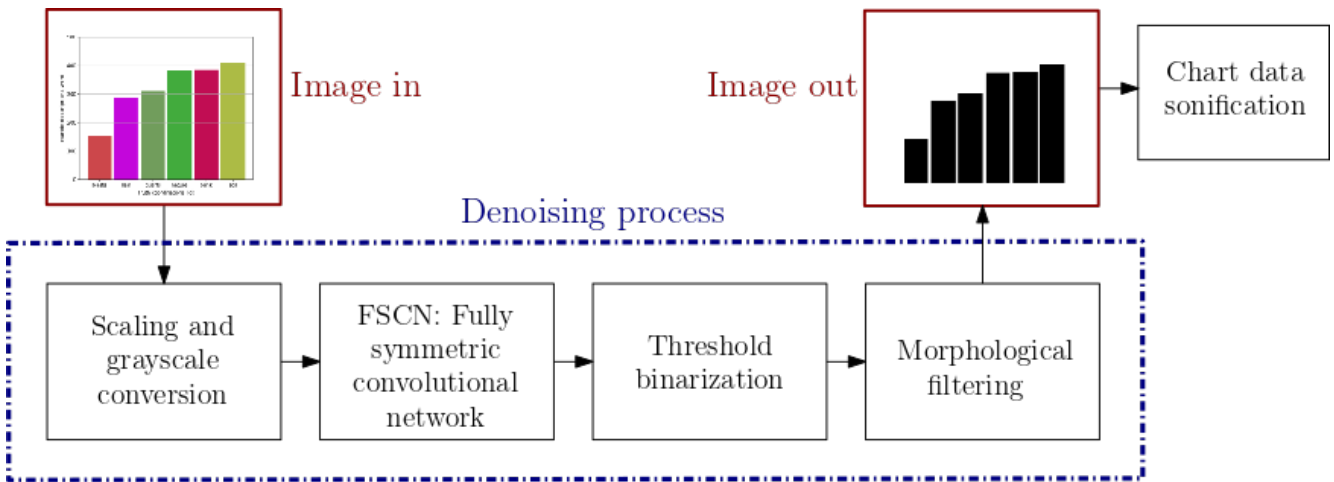 Image in
Image out
Chart data
sonification
Denoising process
Scaling and
grayscale
conversion
FSCN: Fully
symmetric
convolutional
network
Threshold
binarization
Morphological
filtering